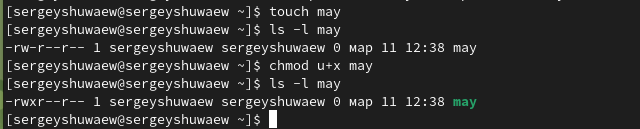 [sergeyshuwaew@sergeyshuwaew ~]$ touch may
[sergeyshuwaew@sergeyshuwaew ~]$ ls -l may
-rw-r--r-- 1 sergeyshuwaew sergeyshuwaew 0 мар 11 12:38 may
[sergeyshuwaew@sergeyshuwaew ~]$ chmod u+x may
[sergeyshuwaew@sergeyshuwaew ~]$ ls -l may
-rwxr--r-- 1 sergeyshuwaew sergeyshuwaew 0 мар 11 12:38 may
[sergeyshuwaew@sergeyshuwaew ~]$